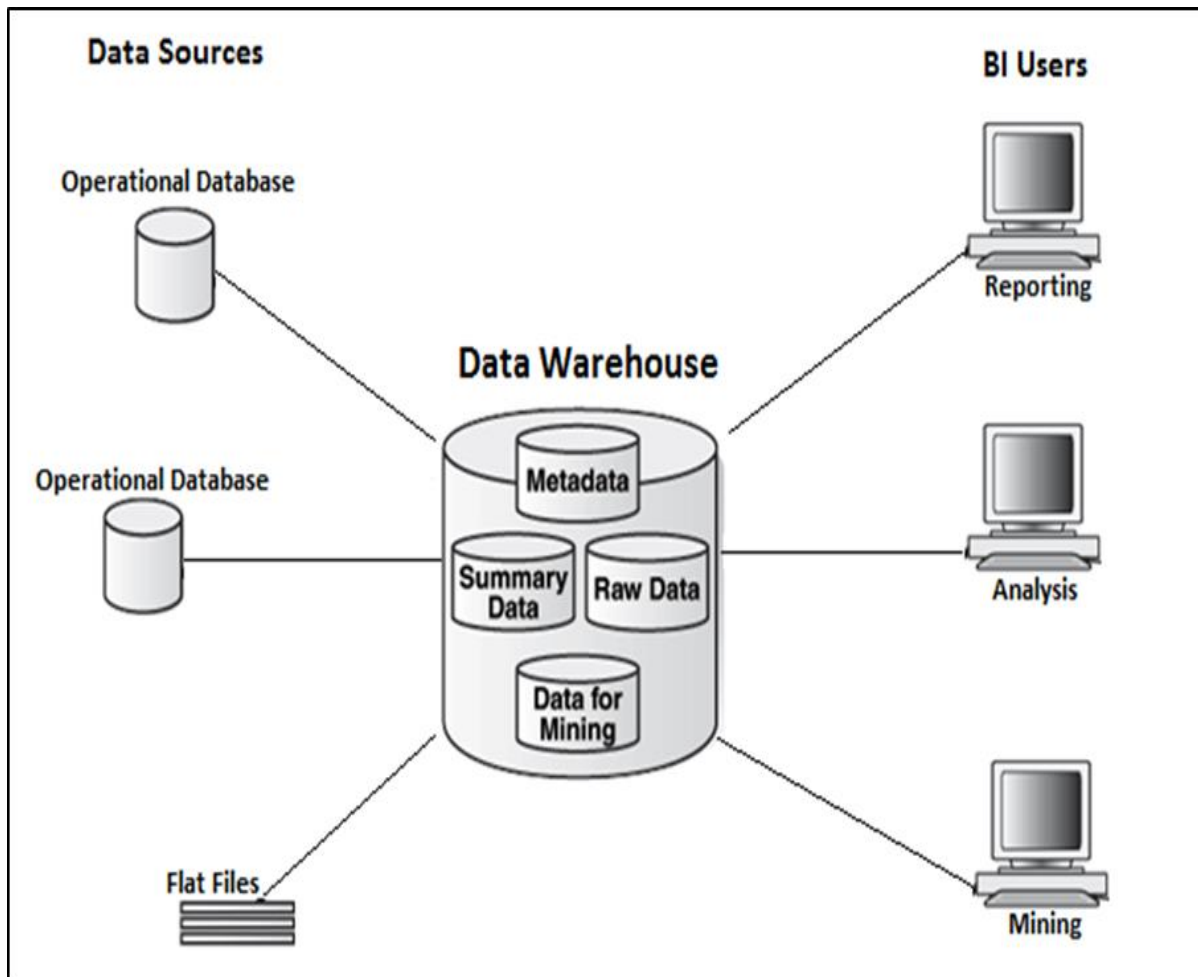 Data Sources
BI Users
Operational Database
Reporting
Data Warehouse
Metadata
Operational Database
Summary
Data
Raw Data
Analysis
Data for
Mining
Flat Files
Mining